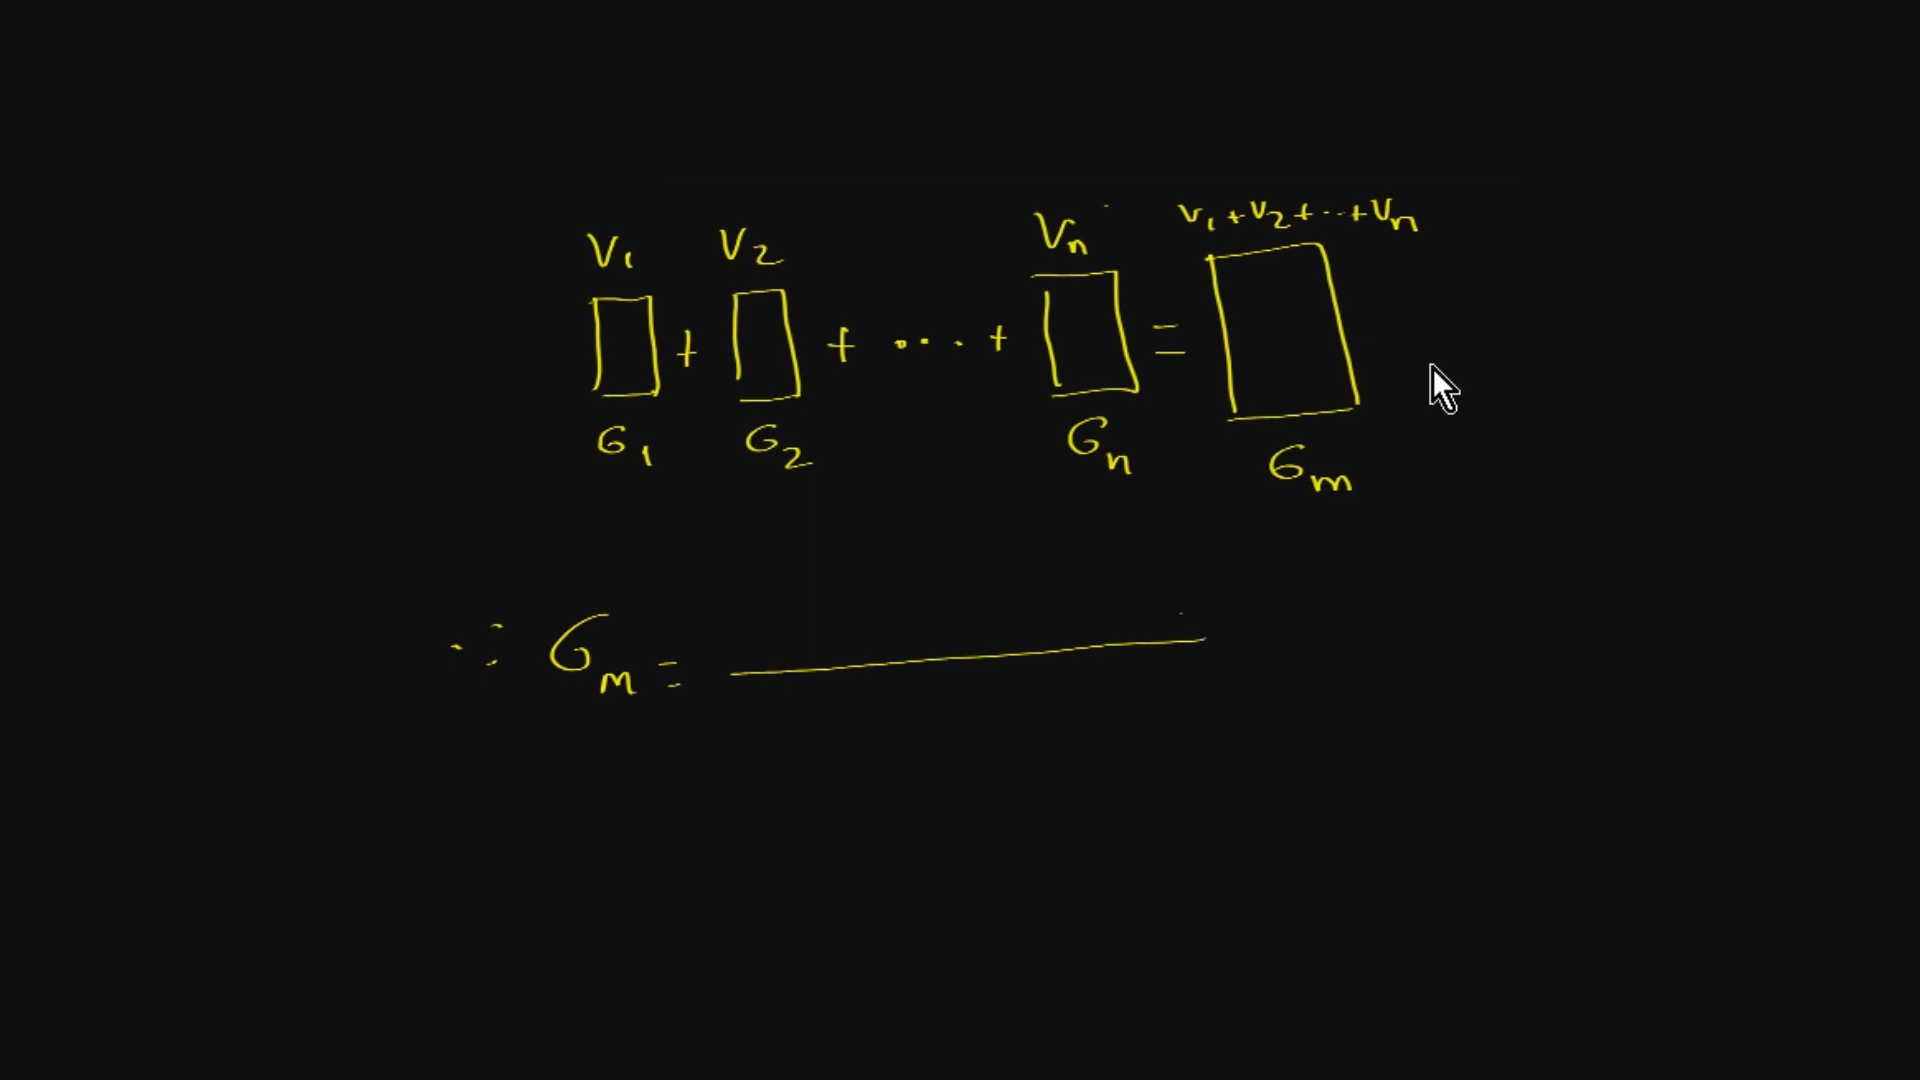 V₁ V₂ Vₙ V₁+V₂+...+Vₙ
+ + ... + =
G₁ G₂ Gₙ Gₘ
∴ Gₘ =